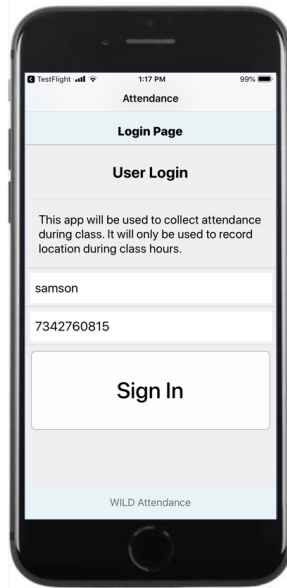 TestFlight 1:17 PM 99%
Attendance
Login Page
User Login
This app will be used to collect attendance
during class. It will only be used to record
location during class hours.
samson
7342760815
Sign In
WILD Attendance